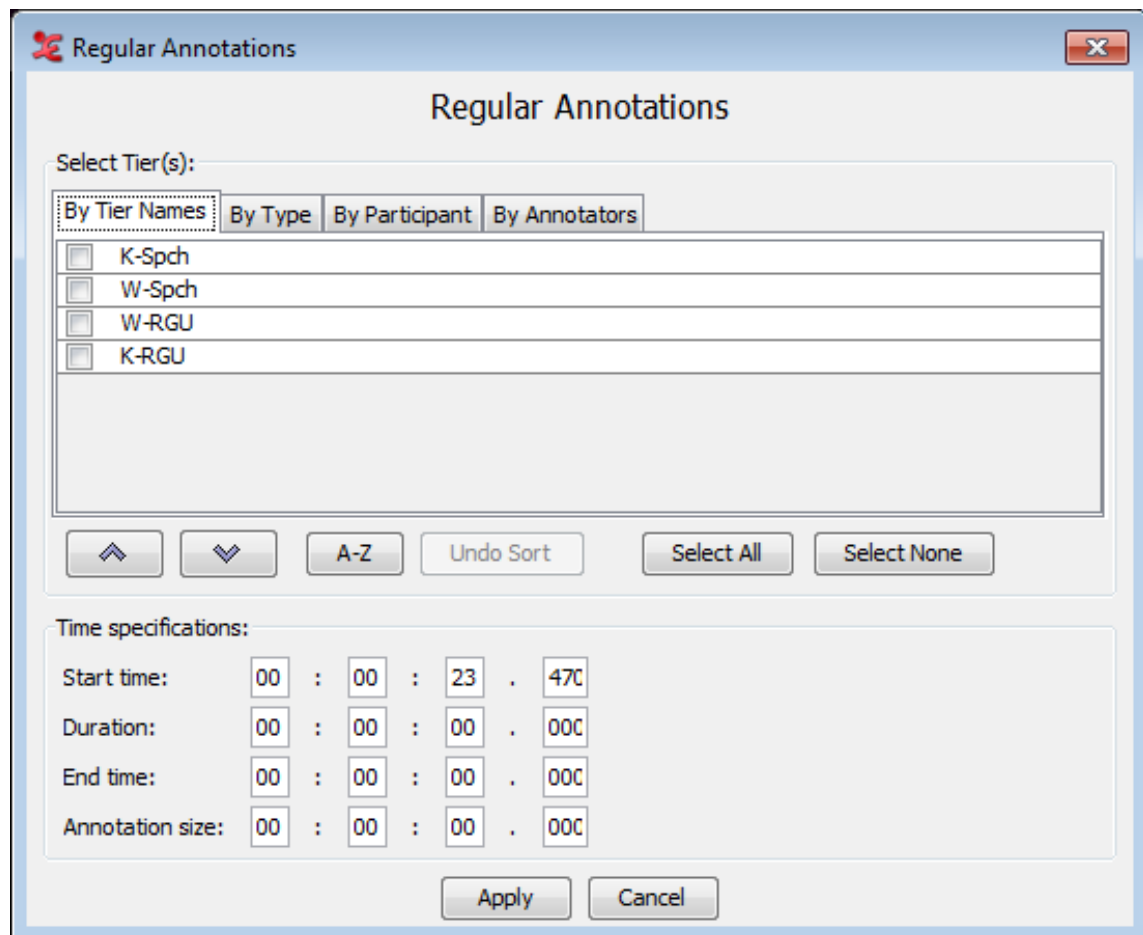 Regular Annotations
Regular Annotations
Select Tier(s):
By Tier Names By Type By Participant By Annotators
K-Spch
W-Spch
W-RGU
K-RGU
A-Z Undo Sort Select All Select None
Time specifications:
Start time: 00 : 00 : 23 . 470
Duration: 00 : 00 : 00 . 000
End time: 00 : 00 : 00 . 000
Annotation size: 00 : 00 : 00 . 000
Apply Cancel